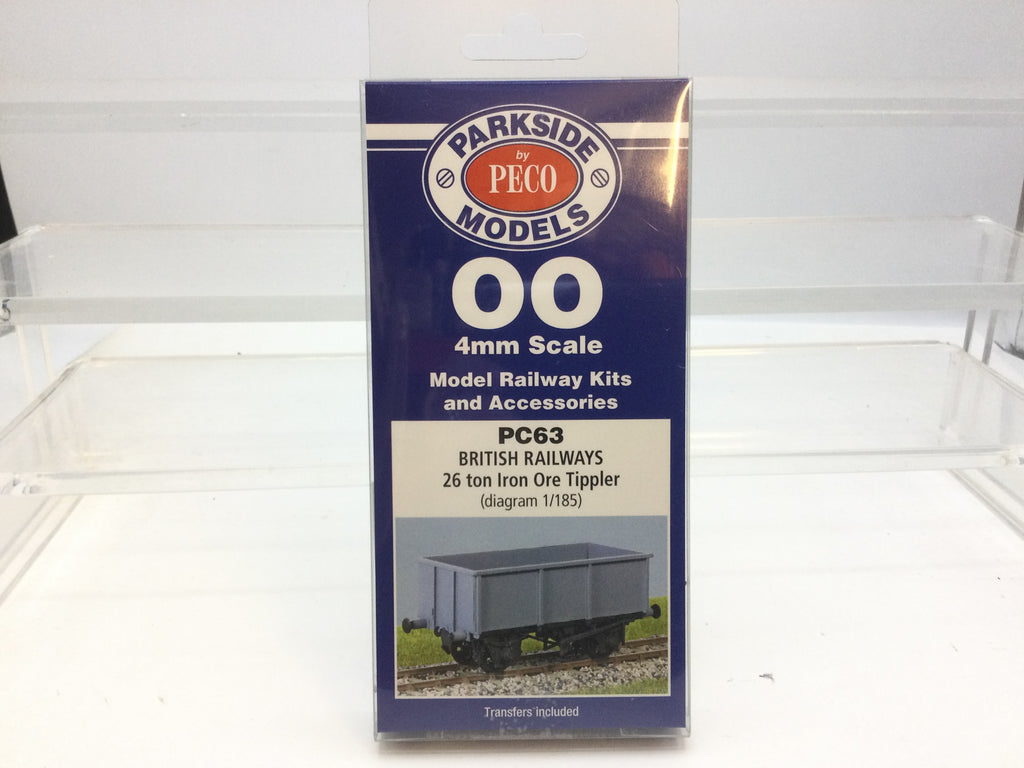 PARKSIDE
by
PECO
MODELS
OO
4mm Scale
Model Railway Kits
and Accessories
PC63
BRITISH RAILWAYS
26 ton Iron Ore Tippler
(diagram 1/185)
Transfers included